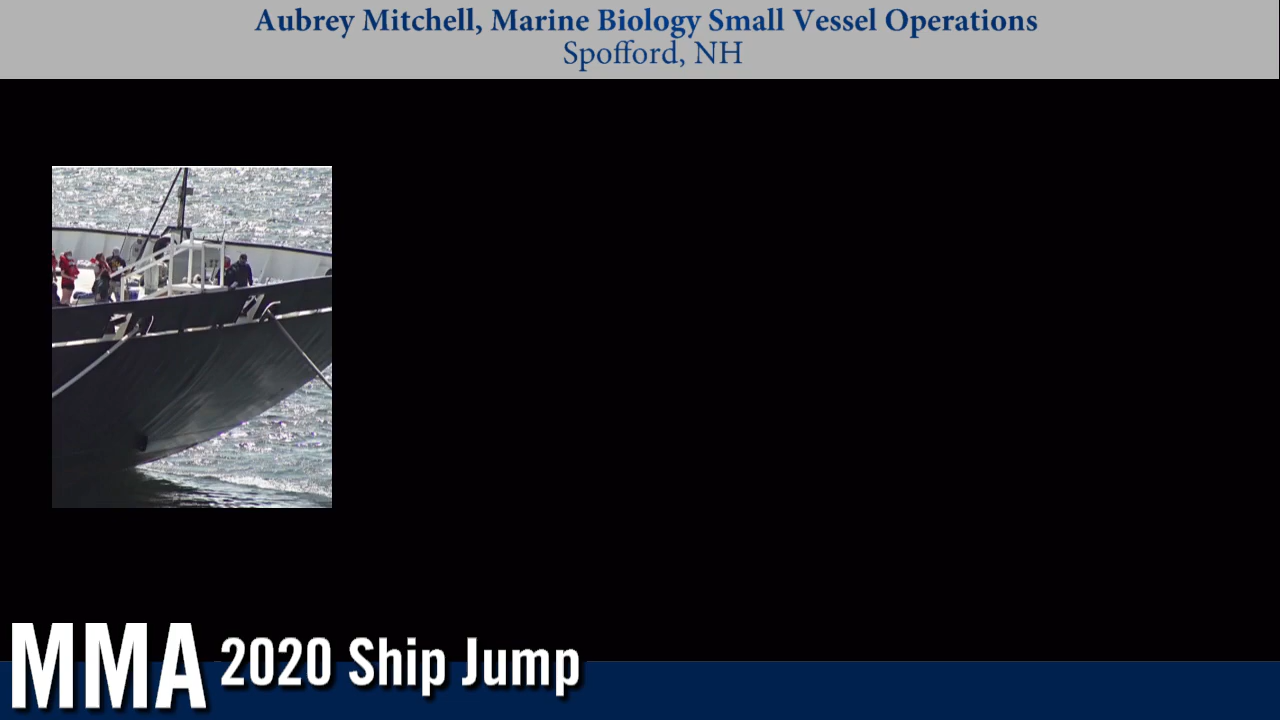 Aubrey Mitchell, Marine Biology Small Vessel Operations
Spofford, NH
MMA 2020 Ship Jump